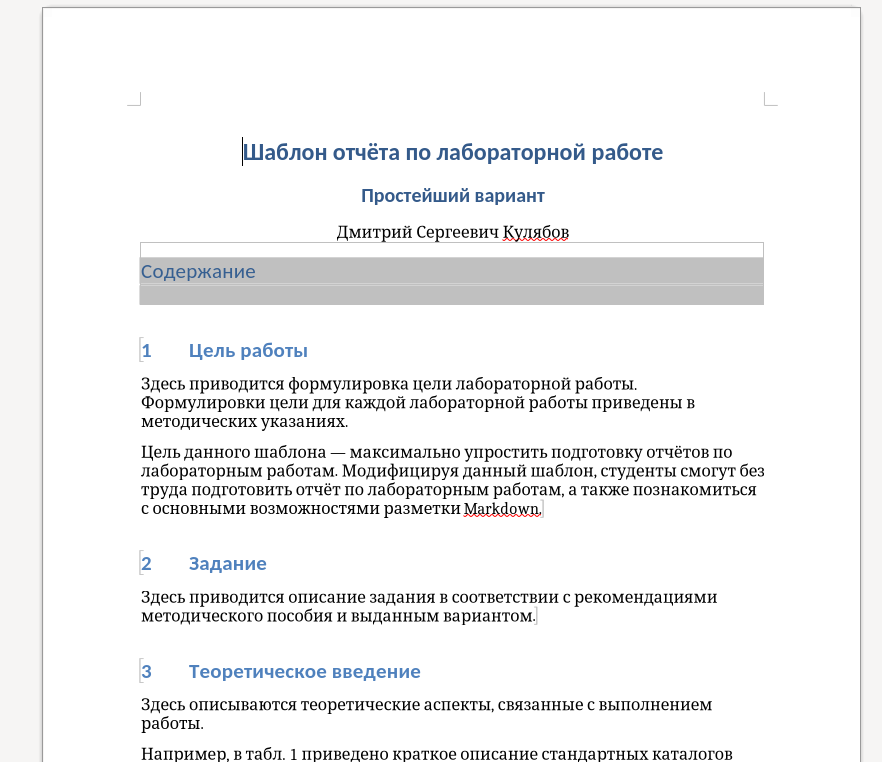 Шаблон отчёта по лабораторной работе
Простейший вариант
Дмитрий Сергеевич Кулябов
Содержание
1 Цель работы
Здесь приводится формулировка цели лабораторной работы.
Формулировки цели для каждой лабораторной работы приведены в
методических указаниях.
Цель данного шаблона — максимально упростить подготовку отчётов по
лабораторным работам. Модифицируя данный шаблон, студенты смогут без
труда подготовить отчёт по лабораторным работам, а также познакомиться
с основными возможностями разметки Markdown.
2 Задание
Здесь приводится описание задания в соответствии с рекомендациями
методического пособия и выданным вариантом.
3 Теоретическое введение
Здесь описываются теоретические аспекты, связанные с выполнением
работы.
Например, в табл. 1 приведено краткое описание стандартных каталогов